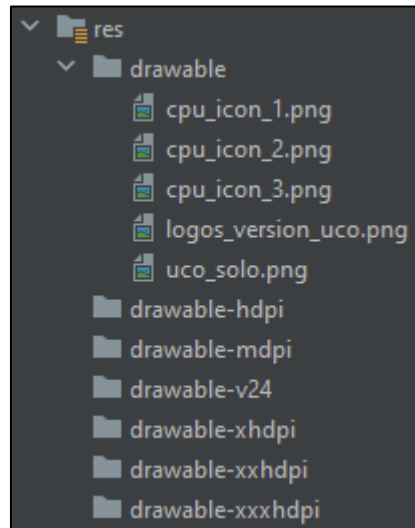 res
drawable
cpu_icon_1.png
cpu_icon_2.png
cpu_icon_3.png
logos_version_uco.png
uco_solo.png
drawable-hdpi
drawable-mdpi
drawable-v24
drawable-xhdpi
drawable-xxhdpi
drawable-xxxhdpi